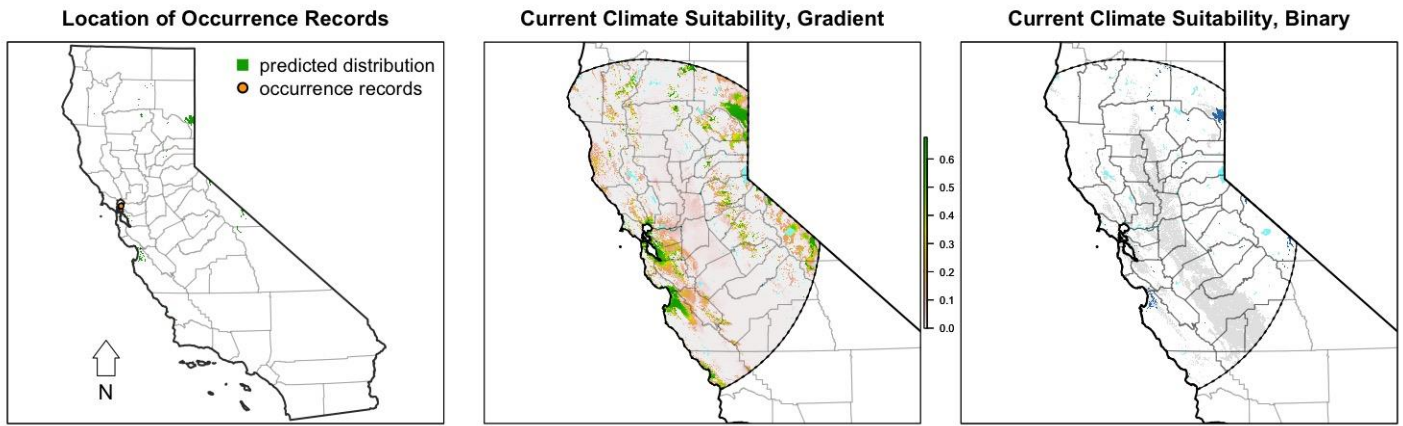 Location of Occurrence Records
predicted distribution
occurrence records
N
Current Climate Suitability, Gradient
0.6
0.5
0.4
0.3
0.2
0.1
0.0
Current Climate Suitability, Binary